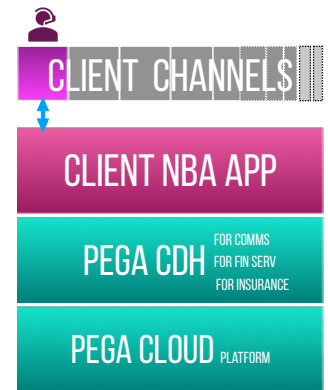 CLIENT CHANNELS
CLIENT NBA APP
PEGA CDH
FOR COMMS
FOR FIN SERV
FOR INSURANCE
PEGA CLOUD PLATFORM